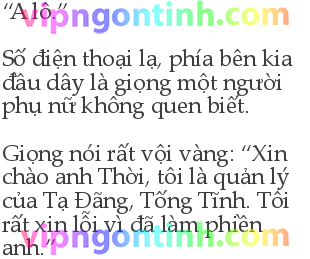 “A lô.”
vipngontinh.com
Số điện thoại lạ, phía bên kia
đầu dây là giọng một người
phụ nữ không quen biết.
Giọng nói rất vội vàng: “Xin
chào anh Thời, tôi là quản lý
của Tạ Đãng, Tống Tĩnh. Tôi
rất xin lỗi vì đã làm phiền
anh.”
vipngontinh.com